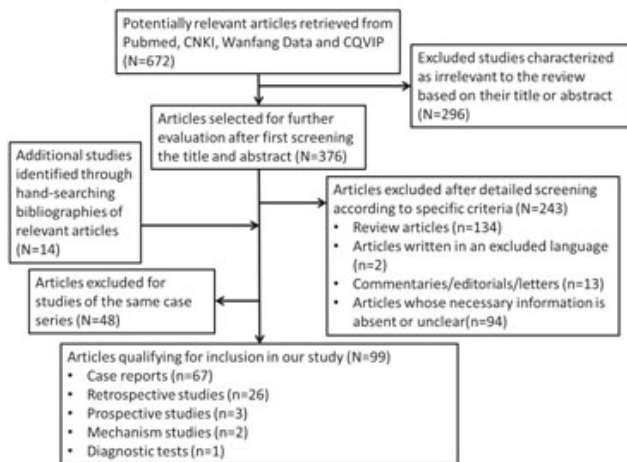 Potentially relevant articles retrieved from
Pubmed, CNKI, Wanfang Data and CQVIP
(N=672)
Excluded studies characterized
as irrelevant to the review
based on their title or abstract
(N=296)
Articles selected for further
evaluation after first screening
the title and abstract (N=376)
Additional studies
identified through
hand-searching
bibliographies of
relevant articles
(N=14)
Articles excluded after detailed screening
according to specific criteria (N=243)
• Review articles (n=134)
• Articles written in an excluded language
(n=2)
• Commentaries/editorials/letters (n=13)
• Articles whose necessary information is
absent or unclear(n=94)
Articles excluded for
studies of the same case
series (N=48)
Articles qualifying for inclusion in our study (N=99)
• Case reports (n=67)
• Retrospective studies (n=26)
• Prospective studies (n=3)
• Mechanism studies (n=2)
• Diagnostic tests (n=1)